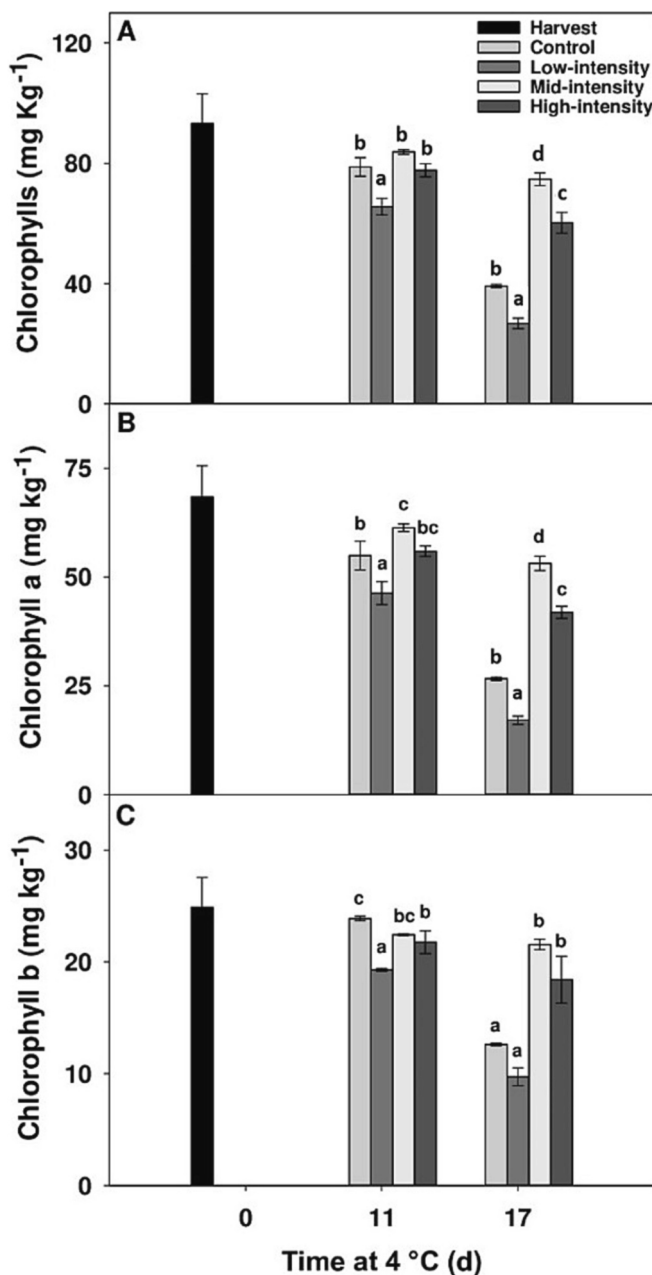 A
Harvest
Control
Low-intensity
Mid-intensity
High-intensity
Chlorophylls (mg Kg⁻¹)
120
80
40
0
b
a
b
b
b
a
d
c
B
Chlorophyll a (mg kg⁻¹)
75
50
25
0
b
a
c
bc
b
a
d
c
C
Chlorophyll b (mg kg⁻¹)
30
20
10
0
c
a
bc
b
a
a
b
b
0 11 17
Time at 4 °C (d)